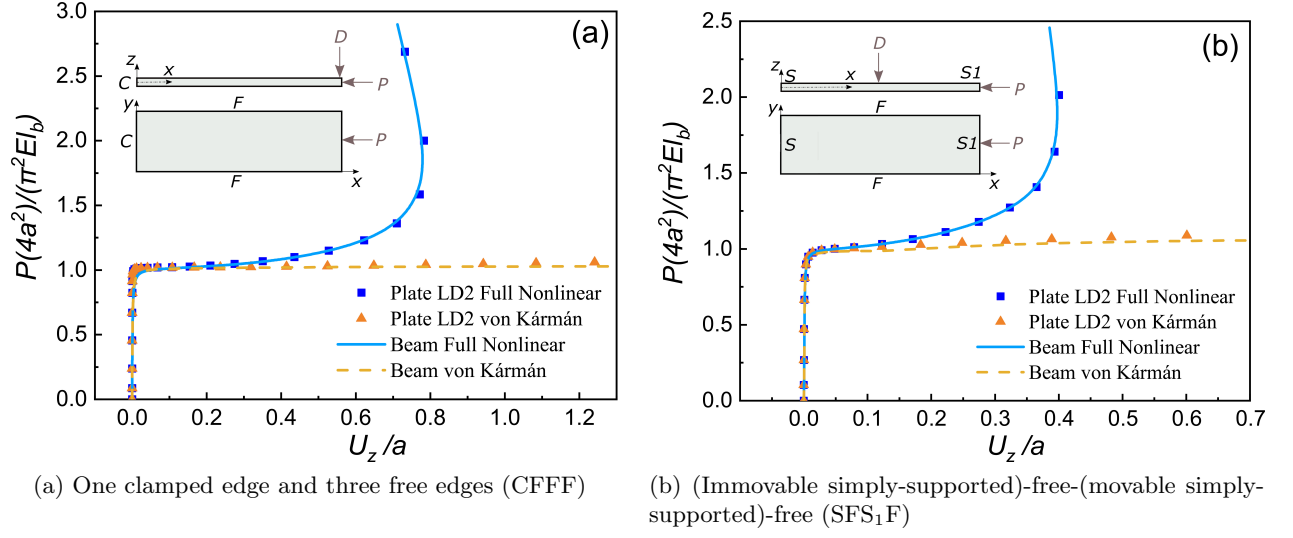 (a)
3.0
2.5
2.0
1.5
1.0
0.5
0.0
P(4a²)/(π²EI_b)
D
z
x
C
P
y
F
C
P
F
x
Plate LD2 Full Nonlinear
Plate LD2 von Kármán
Beam Full Nonlinear
Beam von Kármán
0.0 0.2 0.4 0.6 0.8 1.0 1.2
U_z /a
(a) One clamped edge and three free edges (CFFF)
(b)
2.5
2.0
1.5
1.0
0.5
0.0
P(4a²)/(π²EI_b)
D
z S x S1
P
y
F
S S1 P
F
x
Plate LD2 Full Nonlinear
Plate LD2 von Kármán
Beam Full Nonlinear
Beam von Kármán
0.0 0.1 0.2 0.3 0.4 0.5 0.6 0.7
U_z /a
(b) (Immovable simply-supported)-free-(movable simply-
supported)-free (SFS₁F)